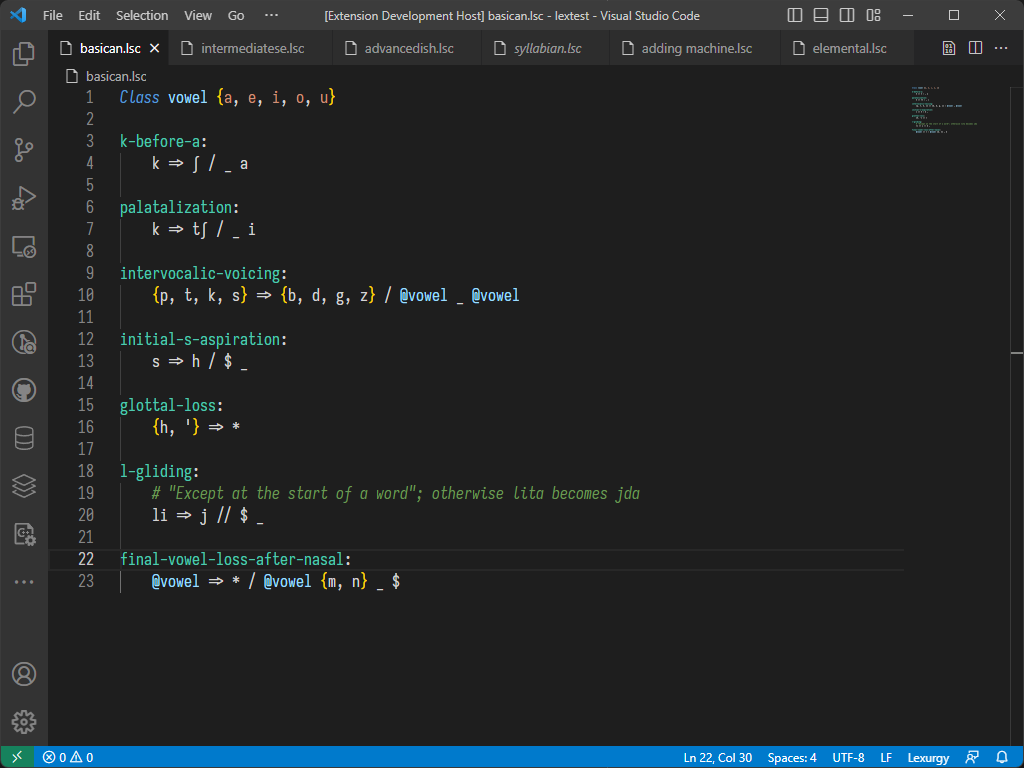 File Edit Selection View Go ··· [Extension Development Host] basican.lsc - lextest - Visual Studio Code
basican.lsc intermediatese.lsc advancedish.lsc syllabian.lsc adding machine.lsc elemental.lsc ···
basican.lsc
1 Class vowel {a, e, i, o, u}
2
3 k-before-a:
4 k ⇒ ʃ / _ a
5
6 palatalization:
7 k ⇒ tʃ / _ i
8
9 intervocalic-voicing:
10 {p, t, k, s} ⇒ {b, d, g, z} / @vowel _ @vowel
11
12 initial-s-aspiration:
13 s ⇒ h / $ _
14
15 glottal-loss:
16 {h, '} ⇒ *
17
18 l-gliding:
19 # "Except at the start of a word"; otherwise lita becomes jda
20 li ⇒ j // $ _
21
22 final-vowel-loss-after-nasal:
23 @vowel ⇒ * / @vowel {m, n} _ $
0 0 Ln 22, Col 30 Spaces: 4 UTF-8 LF Lexurgy